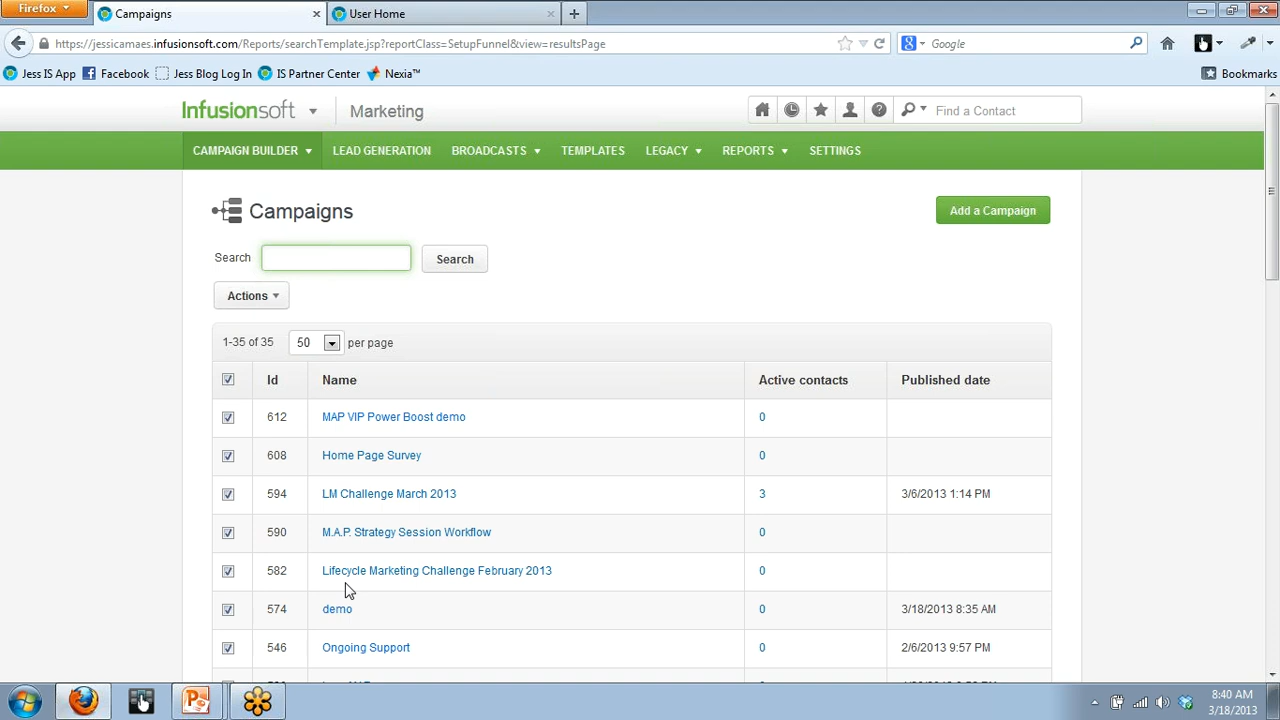 Firefox
Campaigns
User Home
https://jessicamaes.infusionsoft.com/Reports/searchTemplate.jsp?reportClass=SetupFunnel&view=resultsPage
Google
Jess IS App
Facebook
Jess Blog Log In
IS Partner Center
Nexia™
Bookmarks
Infusionsoft
Marketing
Find a Contact
CAMPAIGN BUILDER
LEAD GENERATION
BROADCASTS
TEMPLATES
LEGACY
REPORTS
SETTINGS
Campaigns
Add a Campaign
Search
Search
Actions
1-35 of 35 50 per page
Id Name Active contacts Published date
612 MAP VIP Power Boost demo 0
608 Home Page Survey 0
594 LM Challenge March 2013 3 3/6/2013 1:14 PM
590 M.A.P. Strategy Session Workflow 0
582 Lifecycle Marketing Challenge February 2013 0
574 demo 0 3/18/2013 8:35 AM
546 Ongoing Support 0 2/6/2013 9:57 PM
8:40 AM
3/18/2013